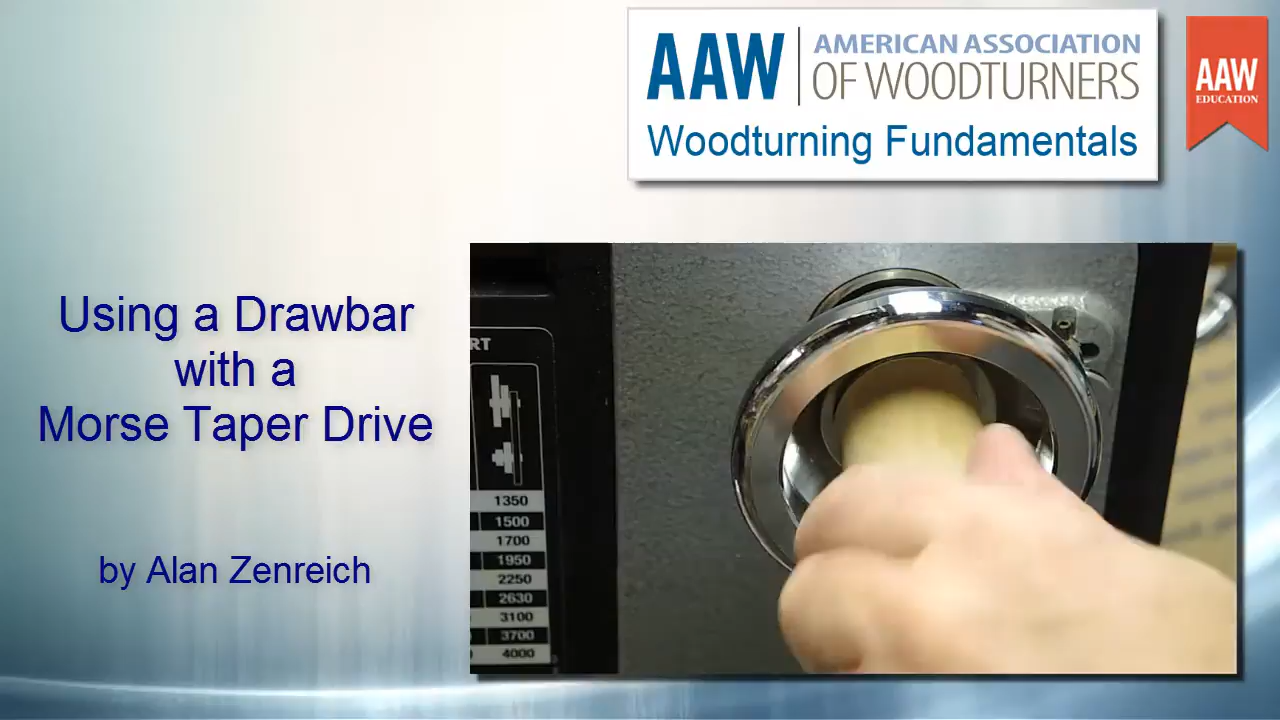 AAW
AMERICAN ASSOCIATION
OF WOODTURNERS
Woodturning Fundamentals
AAW
EDUCATION
Using a Drawbar
with a
Morse Taper Drive
by Alan Zenreich
RT
1350
1500
1700
1950
2250
2630
3100
3700
4000